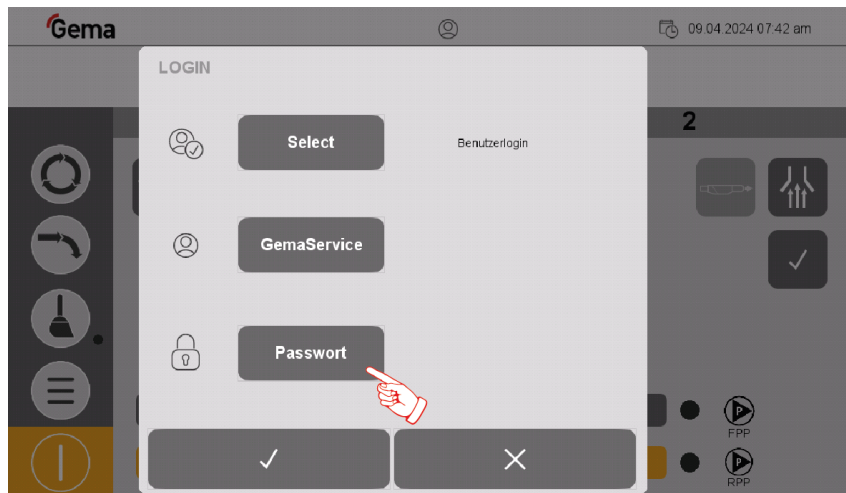 Gema
09.04.2024 07:42 am
LOGIN
2
Select
Benutzerlogin
GemaService
Passwort
P
FPP
P
RPP